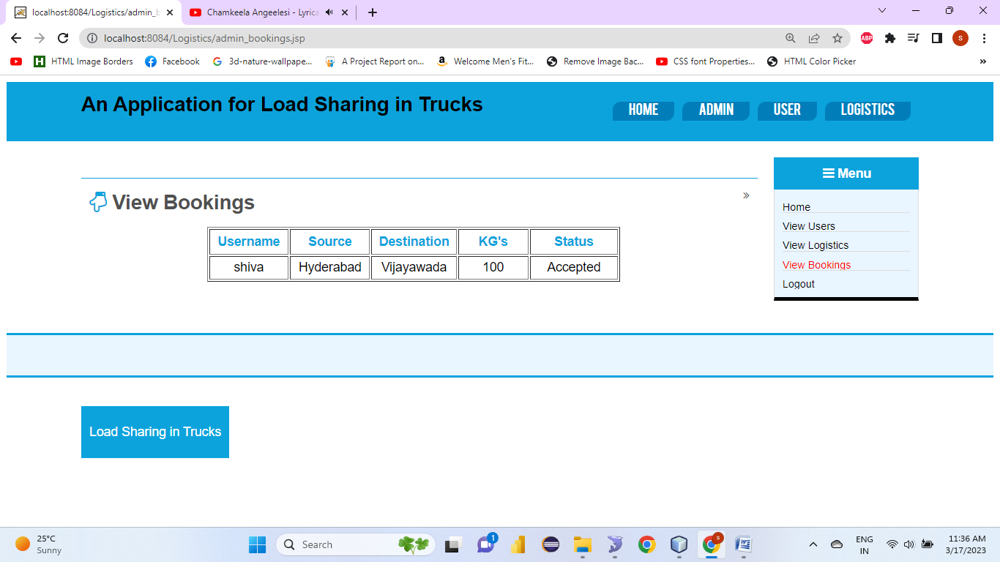 localhost:8084/Logistics/admin_b
Chamkeela Angeelesi - Lyrica
localhost:8084/Logistics/admin_bookings.jsp
ABP
S
HTML Image Borders
Facebook
3d-nature-wallpape...
A Project Report on...
Welcome Men's Fit...
Remove Image Bac...
CSS font Properties...
HTML Color Picker
»
An Application for Load Sharing in Trucks
HOME
ADMIN
USER
LOGISTICS
Menu
Home
View Users
View Logistics
View Bookings
Logout
View Bookings
»
Username Source Destination KG's Status
shiva Hyderabad Vijayawada 100 Accepted
Load Sharing in Trucks
25°C
Sunny
Search
1
S
ENG
IN
11:36 AM
3/17/2023